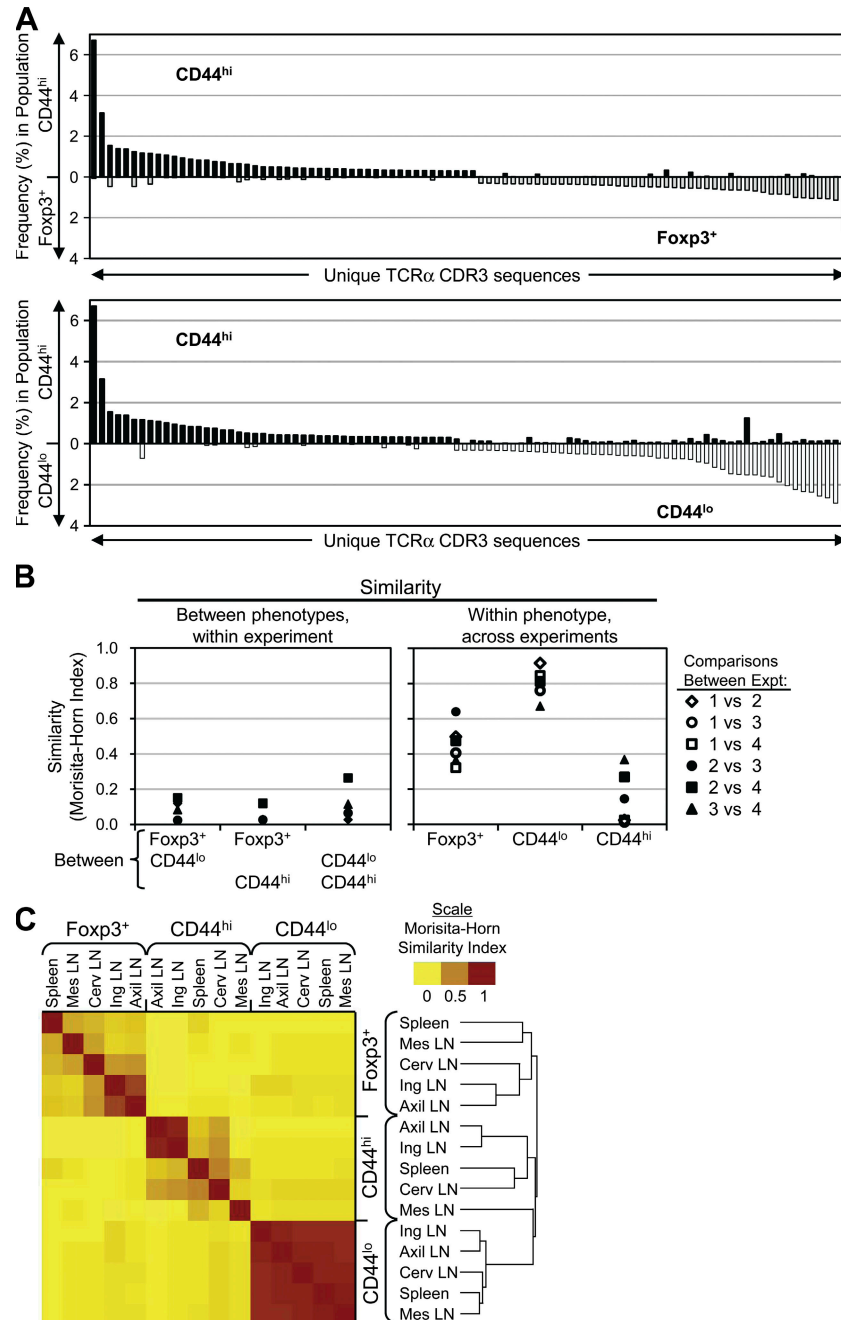 A
Frequency (%) in Population
CD44hi
Foxp3+
6
4
2
0
2
4
CD44hi
Foxp3+
Unique TCRα CDR3 sequences
Frequency (%) in Population
CD44hi
CD44lo
6
4
2
0
2
4
CD44hi
CD44lo
Unique TCRα CDR3 sequences
B
Similarity
Between phenotypes,
within experiment
Within phenotype,
across experiments
Similarity
(Morisita-Horn Index)
1.0
0.8
0.6
0.4
0.2
0.0
Between
Foxp3+
CD44lo
Foxp3+
CD44hi
CD44lo
CD44hi
Foxp3+
CD44lo
CD44hi
Comparisons
Between Expt:
1 vs 2
1 vs 3
1 vs 4
2 vs 3
2 vs 4
3 vs 4
C
Foxp3+ CD44hi CD44lo
Spleen
Mes LN
Cerv LN
Ing LN
Axil LN
Axil LN
Ing LN
Spleen
Cerv LN
Mes LN
Ing LN
Axil LN
Cerv LN
Spleen
Mes LN
Scale
Morisita-Horn
Similarity Index
0 0.5 1
Foxp3+
Spleen
Mes LN
Cerv LN
Ing LN
Axil LN
CD44hi
Axil LN
Ing LN
Spleen
Cerv LN
Mes LN
CD44lo
Ing LN
Axil LN
Cerv LN
Spleen
Mes LN